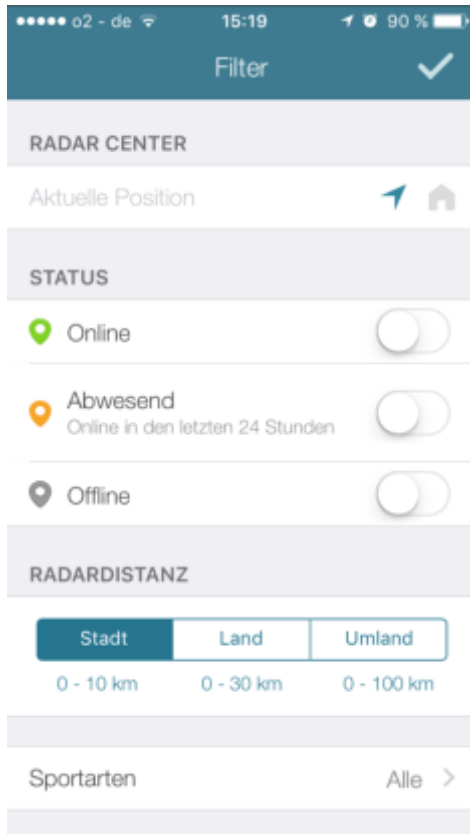 o2 - de 15:19 90 %
Filter
RADAR CENTER
Aktuelle Position
STATUS
Online
Abwesend
Online in den letzten 24 Stunden
Offline
RADARDISTANZ
Stadt Land Umland
0 - 10 km 0 - 30 km 0 - 100 km
Sportarten Alle